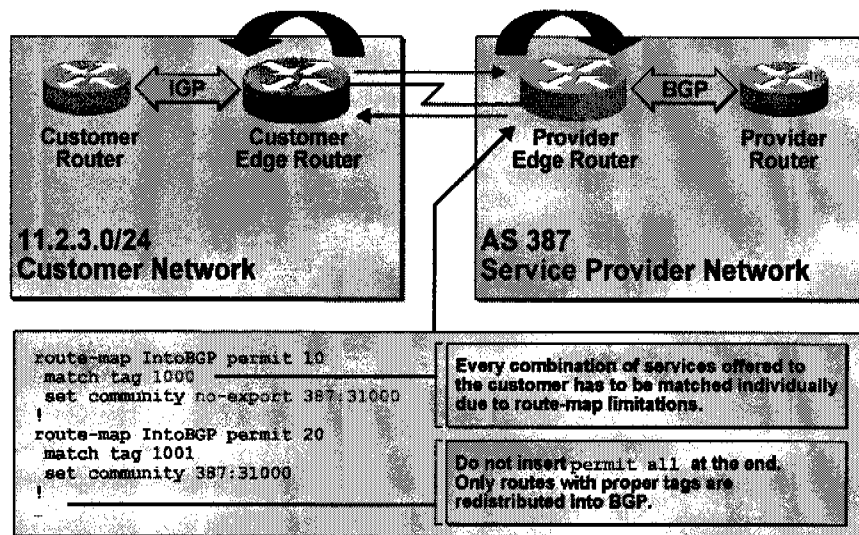 IGP
BGP
Customer
Router
Customer
Edge Router
Provider
Edge Router
Provider
Router
11.2.3.0/24
Customer Network
AS 387
Service Provider Network
route-map IntoBGP permit 10
match tag 1000
set community no-export 387:31000
!
route-map IntoBGP permit 20
match tag 1001
set community 387:31000
!
Every combination of services offered to
the customer has to be matched individually
due to route-map limitations.
Do not insert permit all at the end.
Only routes with proper tags are
redistributed into BGP.